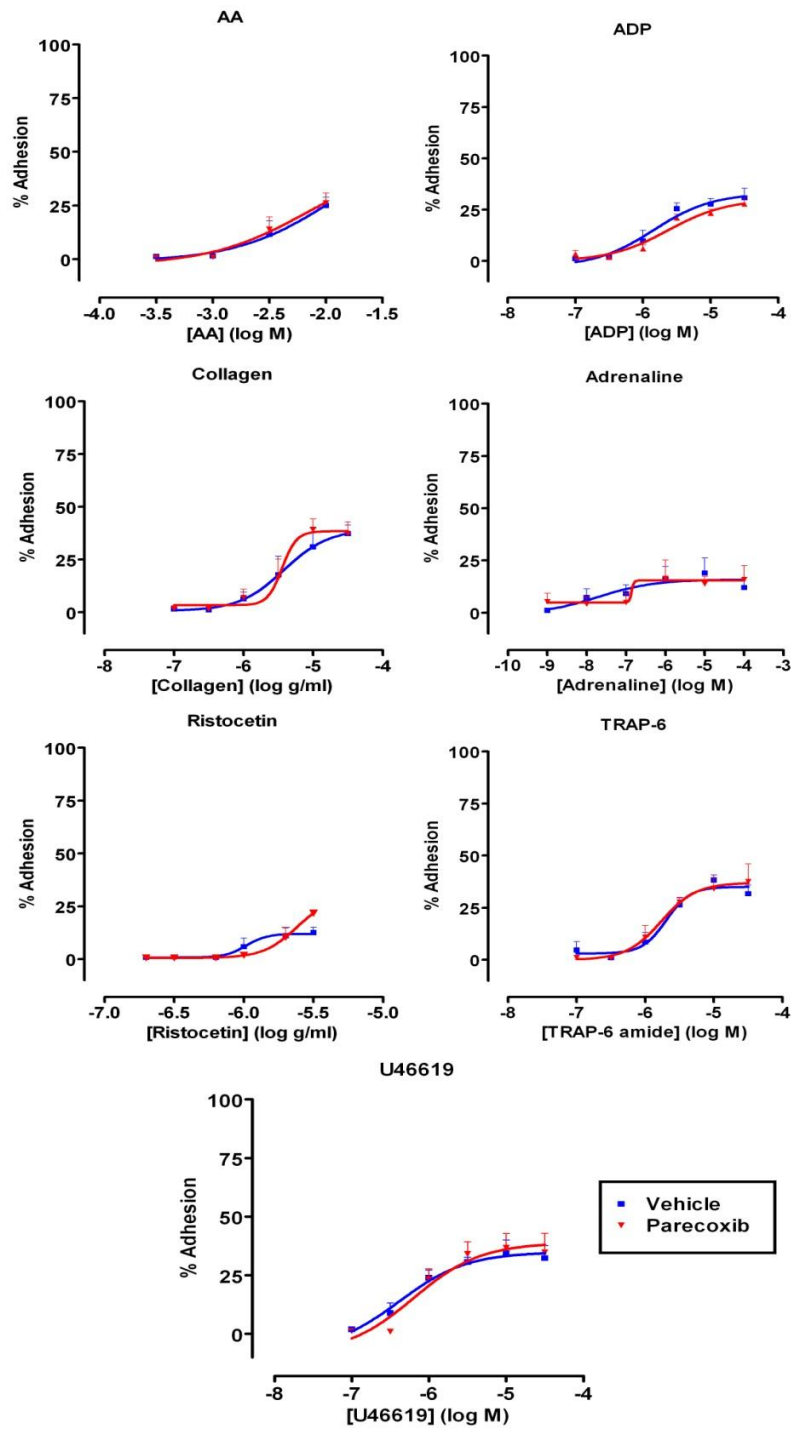 AA
100
75
50
25
0
% Adhesion
-4.0 -3.5 -3.0 -2.5 -2.0 -1.5
[AA] (log M)
ADP
100
75
50
25
0
% Adhesion
-8 -7 -6 -5 -4
[ADP] (log M)
Collagen
100
75
50
25
0
% Adhesion
-8 -7 -6 -5 -4
[Collagen] (log g/ml)
Adrenaline
100
75
50
25
0
% Adhesion
-10 -9 -8 -7 -6 -5 -4 -3
[Adrenaline] (log M)
Ristocetin
100
75
50
25
0
% Adhesion
-7.0 -6.5 -6.0 -5.5 -5.0
[Ristocetin] (log g/ml)
TRAP-6
100
75
50
25
0
% Adhesion
-8 -7 -6 -5 -4
[TRAP-6 amide] (log M)
U46619
100
75
50
25
0
% Adhesion
-8 -7 -6 -5 -4
[U46619] (log M)
Vehicle
Parecoxib